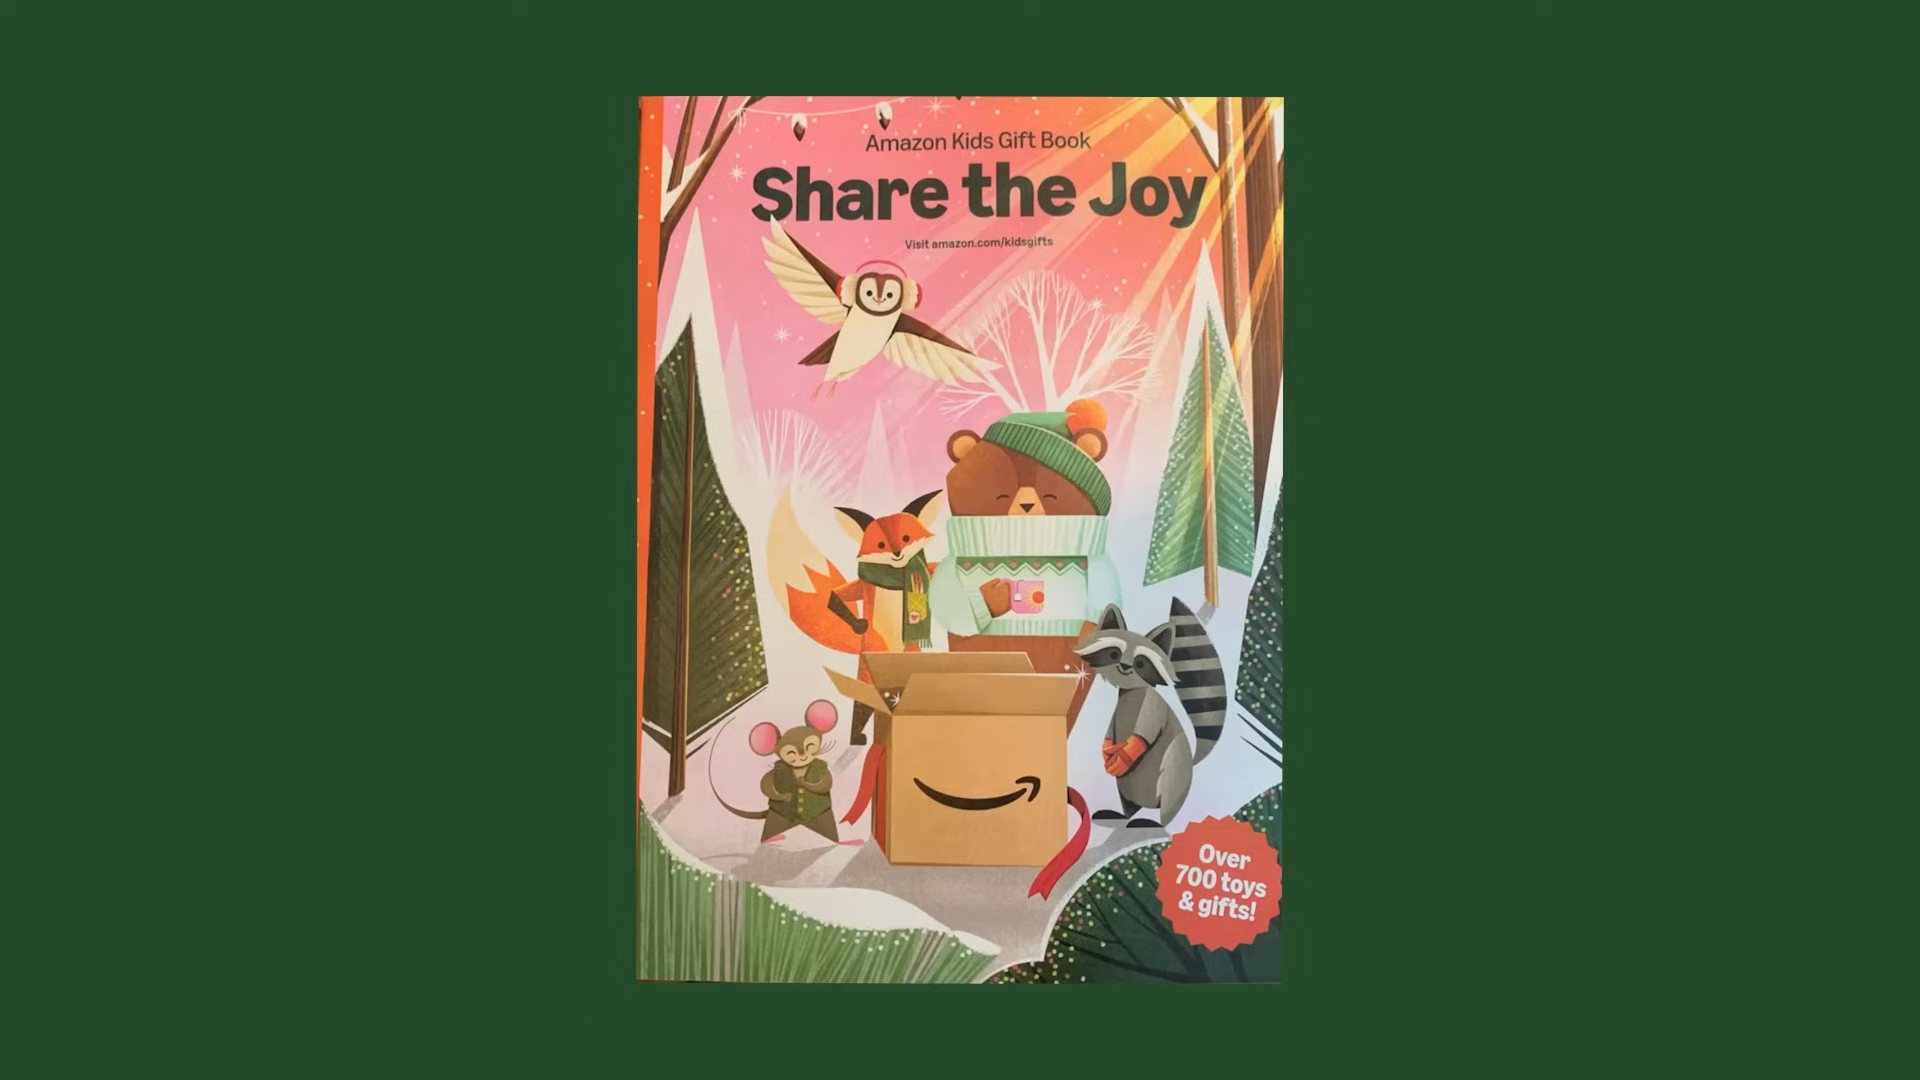 Amazon Kids Gift Book
Share the Joy
Visit amazon.com/kidsgifts
Over
700 toys
& gifts!